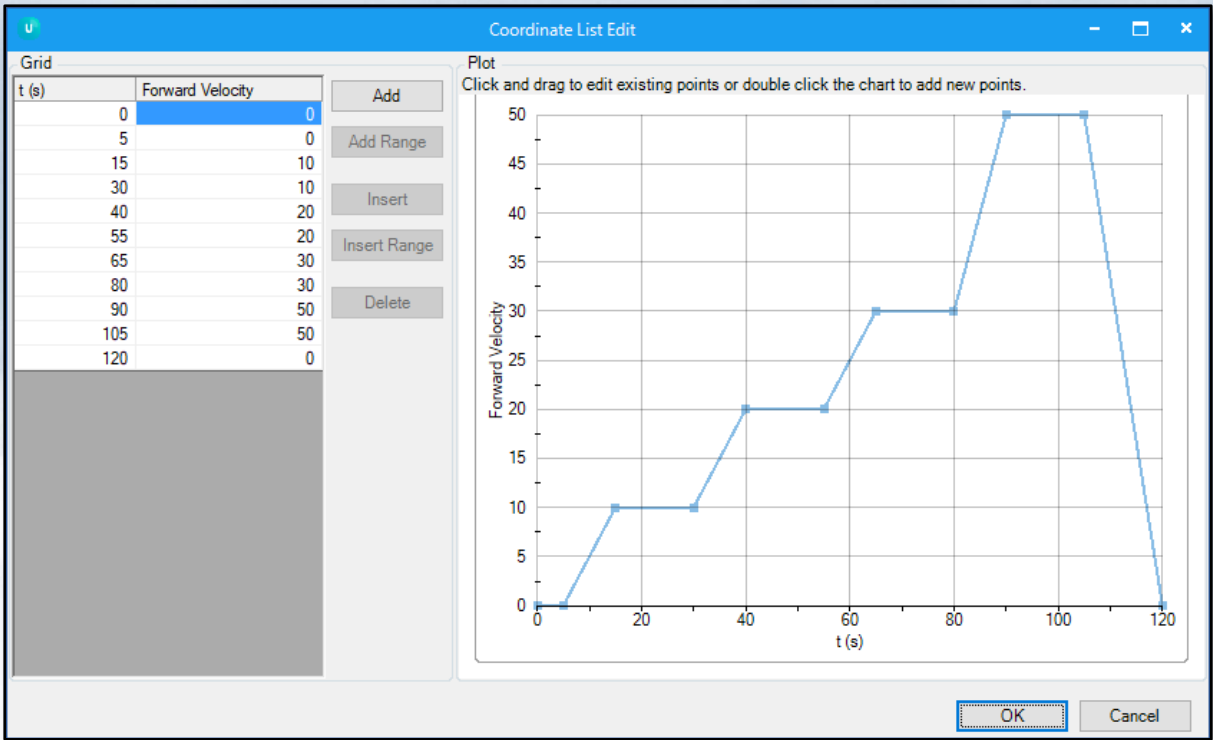 U
Coordinate List Edit
Grid
t (s) Forward Velocity
0 0
5 0
15 10
30 10
40 20
55 20
65 30
80 30
90 50
105 50
120 0
Add
Add Range
Insert
Insert Range
Delete
Plot
Click and drag to edit existing points or double click the chart to add new points.
50
45
40
35
30
25
20
15
10
5
0
Forward Velocity
0 20 40 60 80 100 120
t (s)
OK Cancel